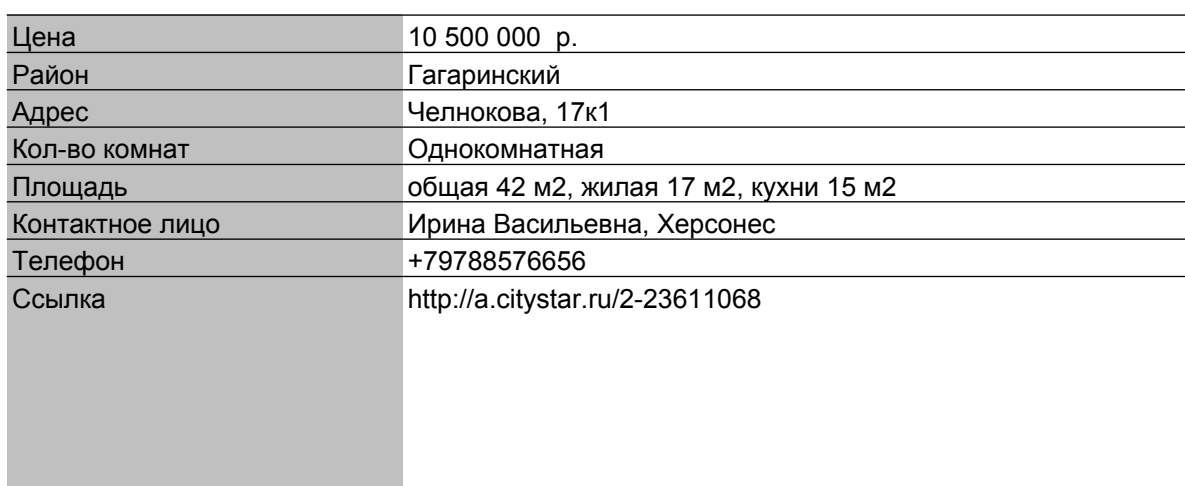 Цена 10 500 000 р.
Район Гагаринский
Адрес Челнокова, 17к1
Кол-во комнат Однокомнатная
Площадь общая 42 м2, жилая 17 м2, кухни 15 м2
Контактное лицо Ирина Васильевна, Херсонес
Телефон +79788576656
Ссылка http://a.citystar.ru/2-23611068